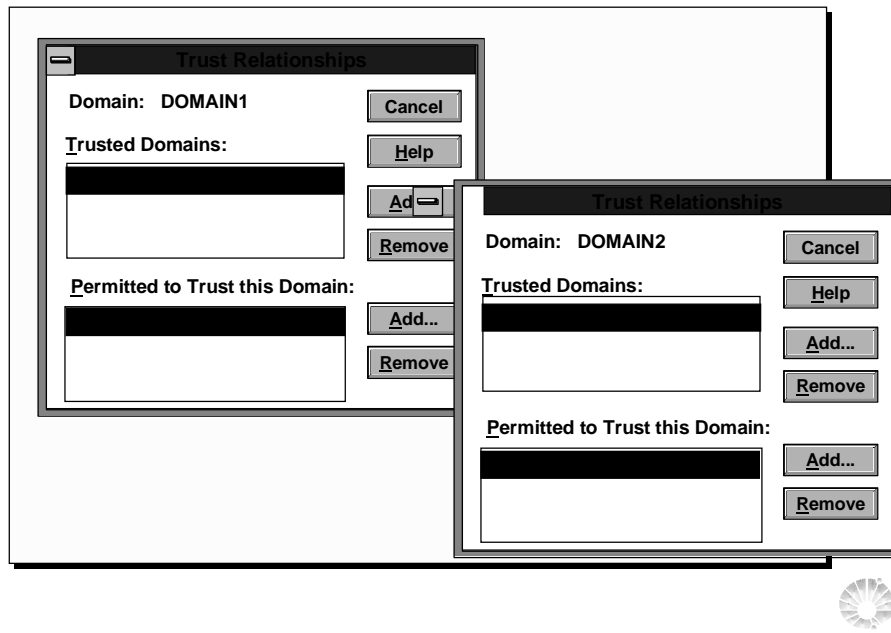 Trust Relationships
Domain: DOMAIN1
Cancel
Trusted Domains:
Help
Ad
Remove
Permitted to Trust this Domain:
Add...
Remove
Trust Relationships
Domain: DOMAIN2
Cancel
Trusted Domains:
Help
Add...
Remove
Permitted to Trust this Domain:
Add...
Remove